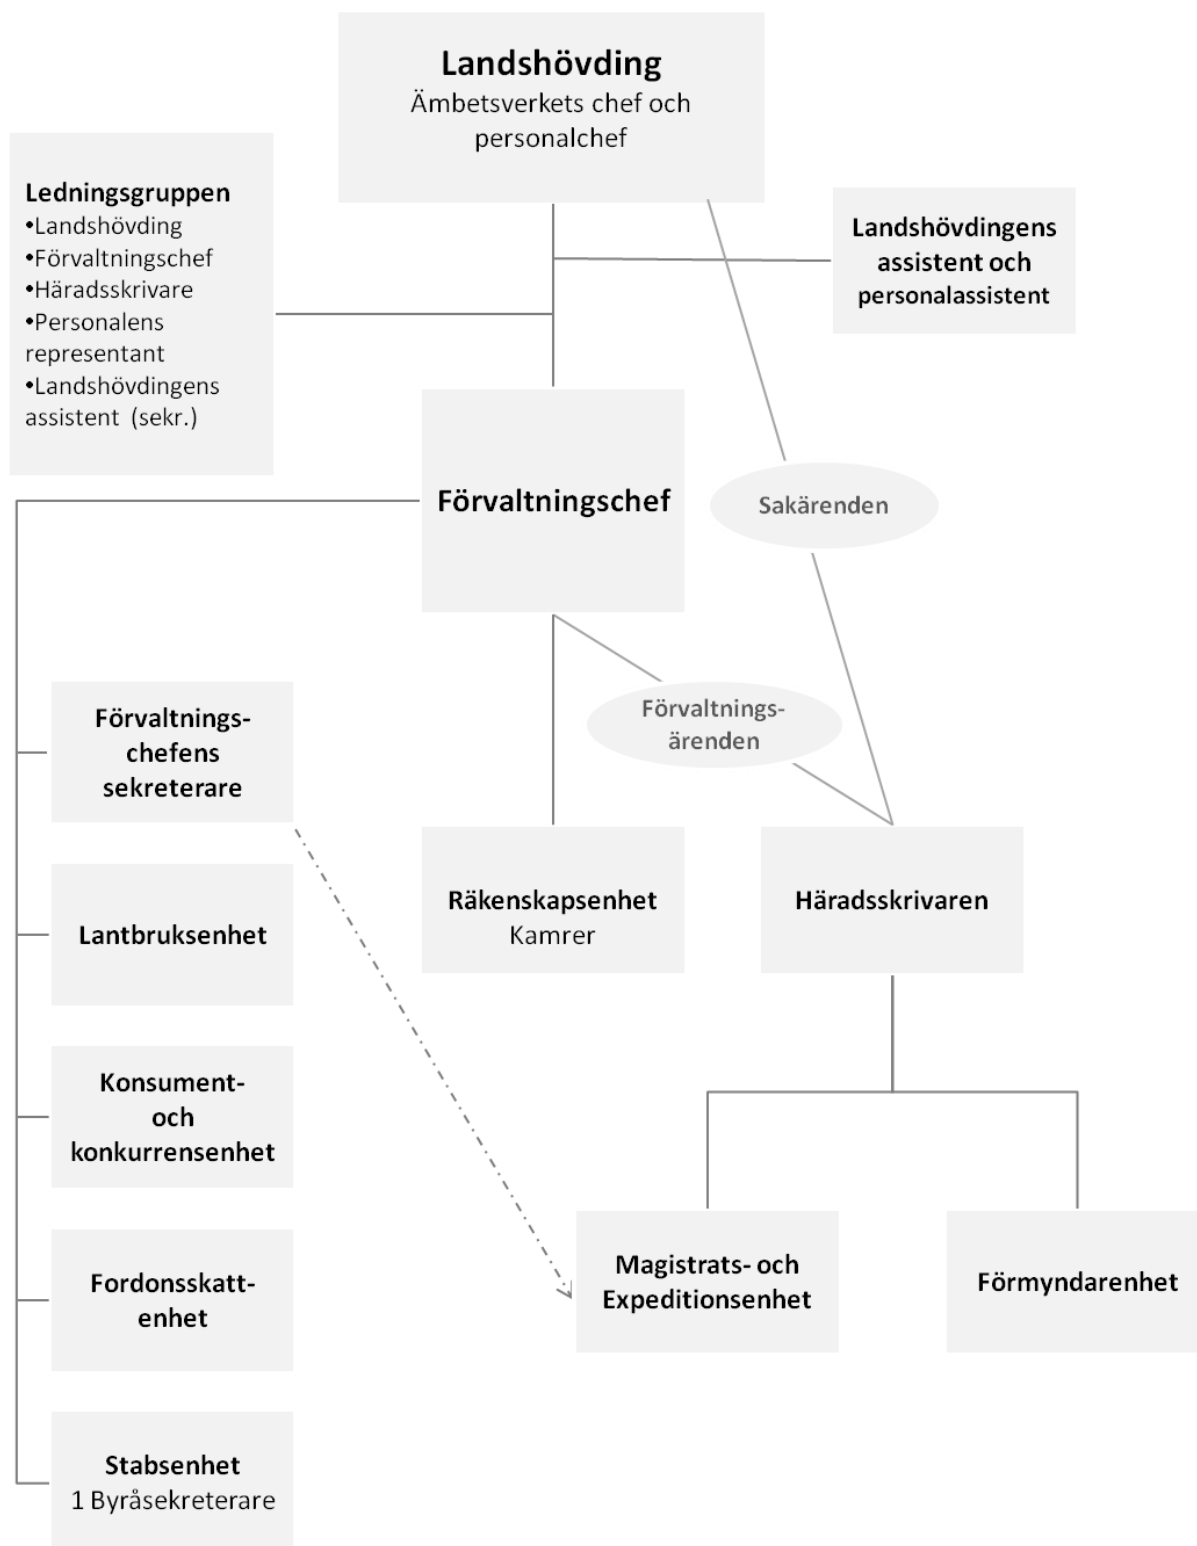 Landshövding
Ämbetsverkets chef och
personalchef
Ledningsgruppen
•Landshövding
•Förvaltningschef
•Häradsskrivare
•Personalens
representant
•Landshövdingens
assistent (sekr.)
Landshövdingens
assistent och
personalassistent
Förvaltningschef
Sakärenden
Förvaltnings-
chefens
sekreterare
Förvaltnings-
ärenden
Lantbruksenhet
Räkenskapsenhet
Kamrer
Häradsskrivaren
Konsument-
och
konkurrensenhet
Fordonsskatt-
enhet
Magistrats- och
Expeditionsenhet
Förmyndarenhet
Stabsenhet
1 Byråsekreterare